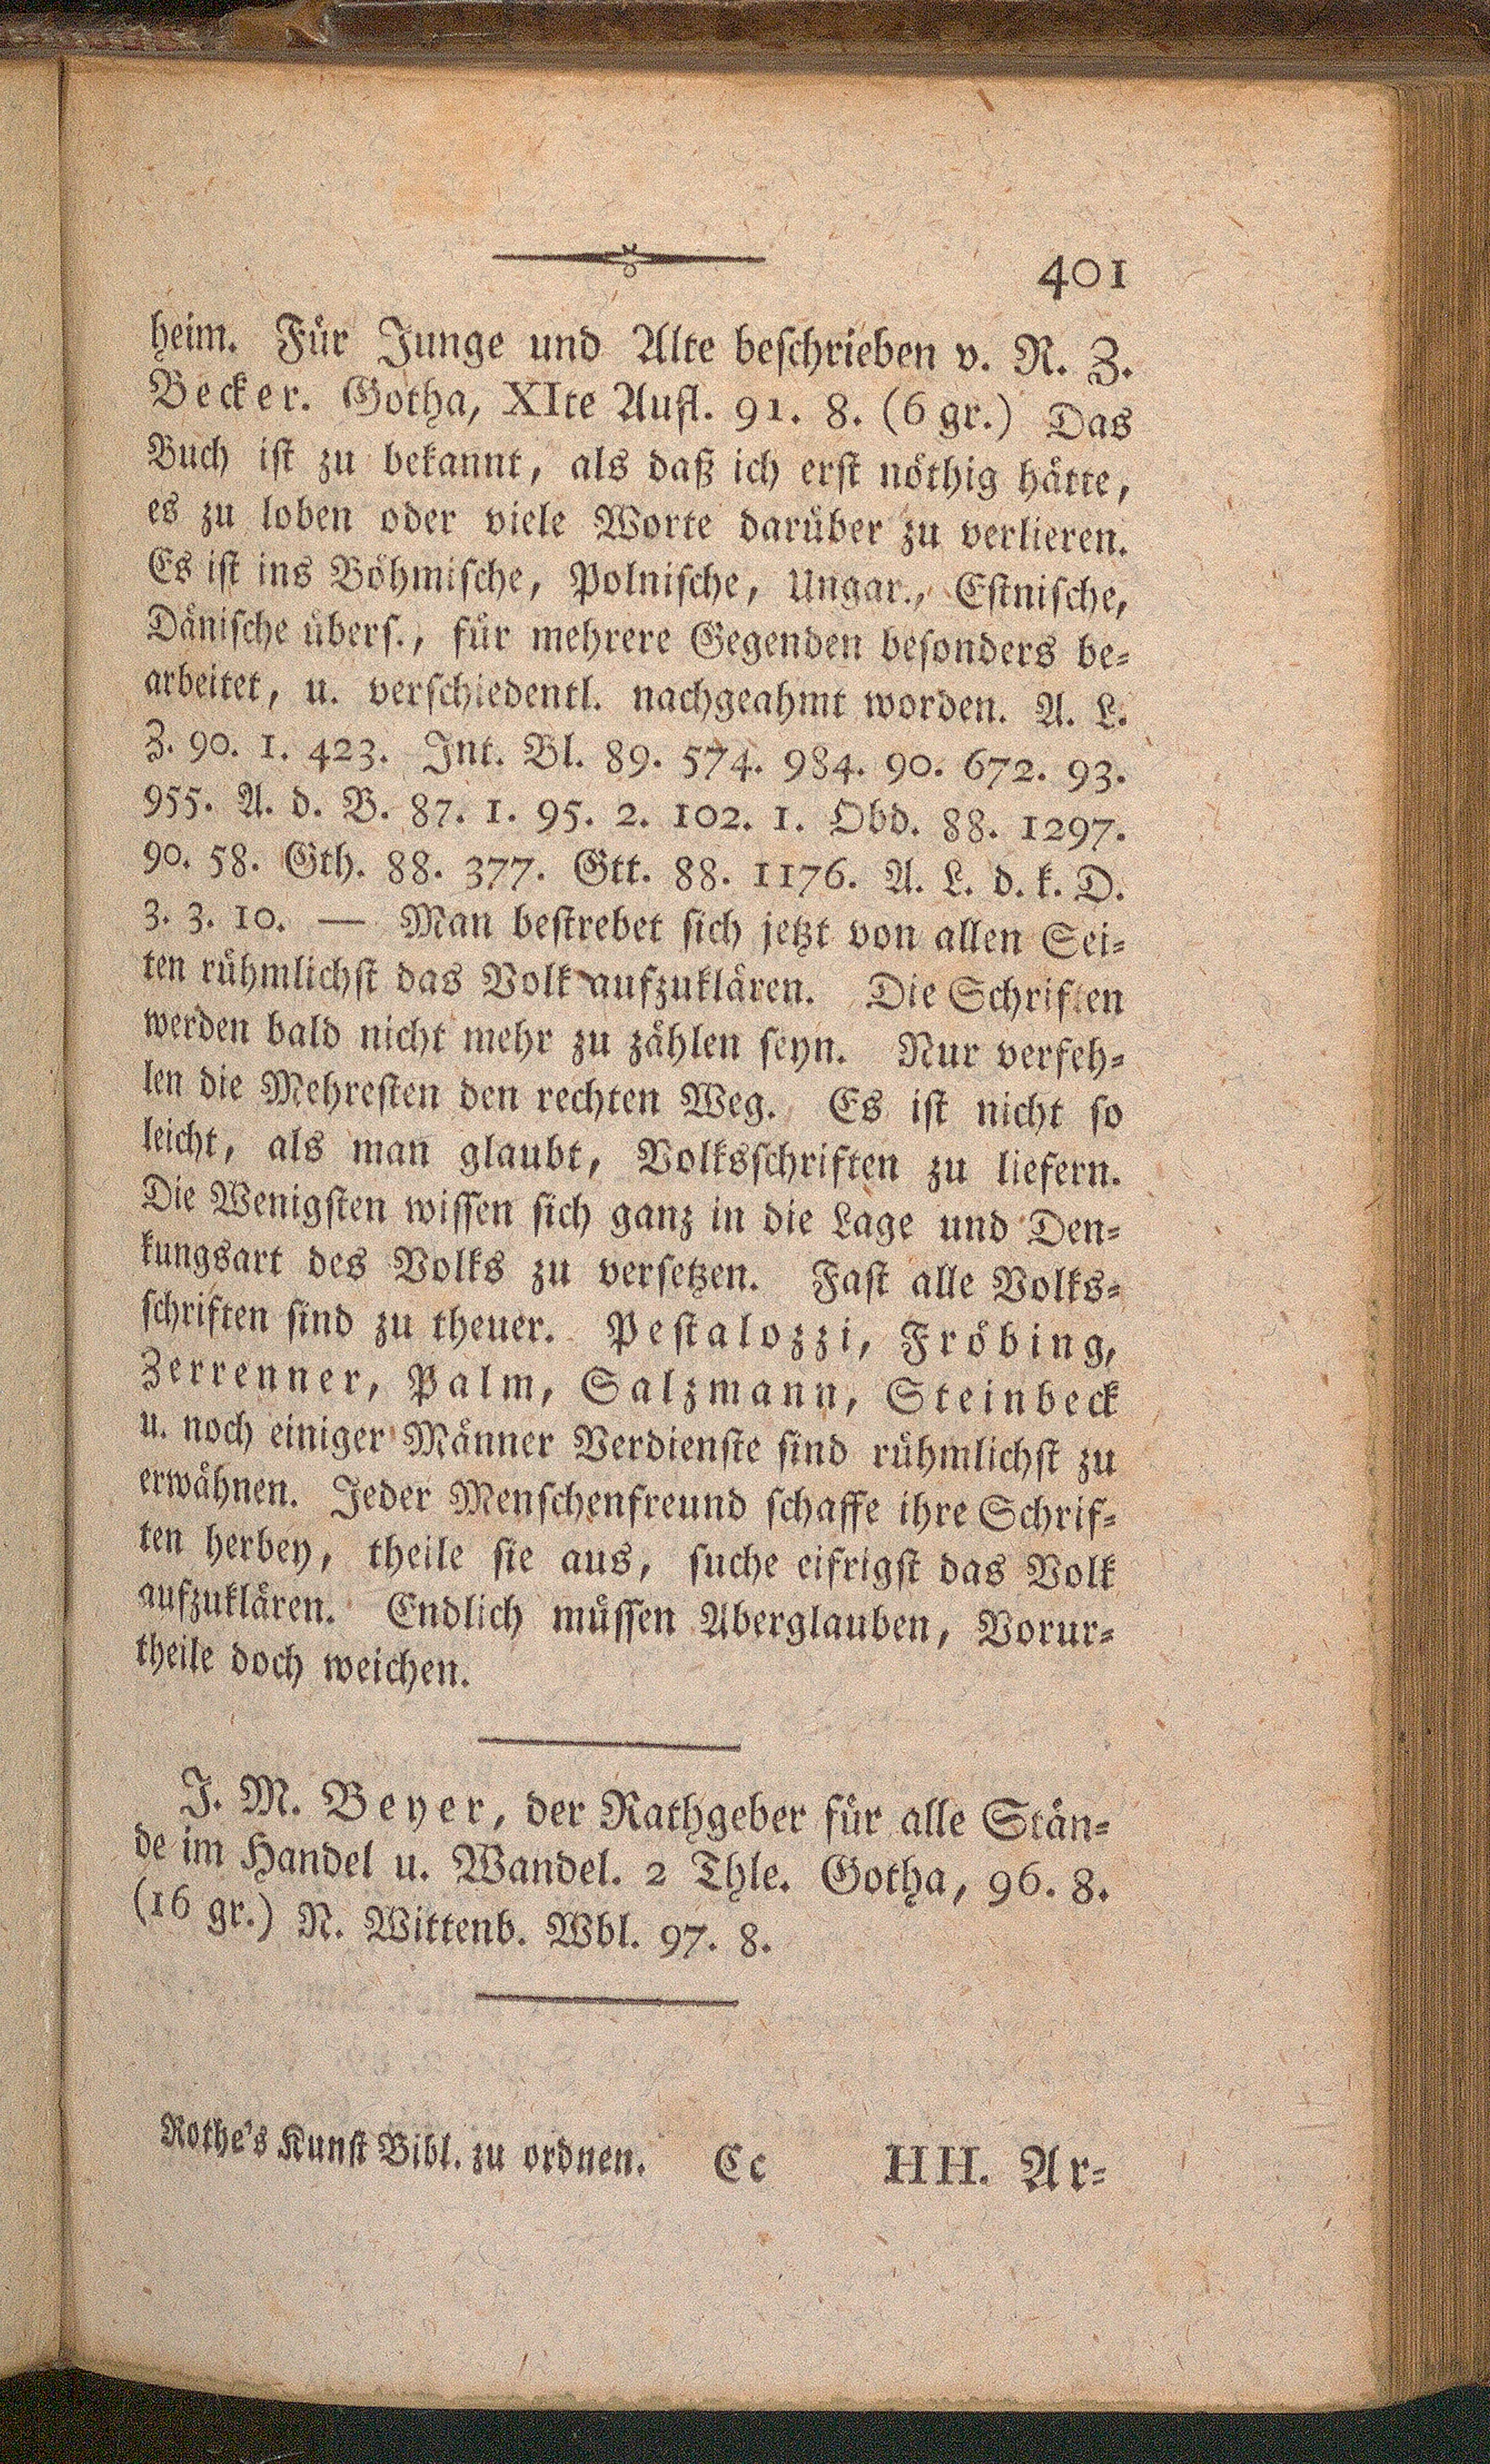 401
heim. Für Junge und Alte beschrieben v. R. Z.
Becker. Gotha, XIte Aufl. 91. 8. (6 gr.) Das
Buch ist zu bekannt, als daß ich erst nöthig hätte,
es zu loben oder viele Worte darüber zu verlieren.
Es ist ins Böhmische, Polnische, Ungar., Estnische,
Dänische übers., für mehrere Gegenden besonders be=
arbeitet, u. verschiedentl. nachgeahmt worden. A. L.
Z. 90. 1. 423. Int. Bl. 89. 574. 984. 90. 672. 93.
955. A. d. B. 87. 1. 95. 2. 102. 1. Obd. 88. 1297.
90. 58. Gth. 88. 377. Gtt. 88. 1176. A. L. d. k. D.
3. 3. 10. — Man bestrebet sich jetzt von allen Sei=
ten rühmlichst das Volk aufzuklären. Die Schriften
werden bald nicht mehr zu zählen seyn. Nur verfeh=
len die Mehresten den rechten Weg. Es ist nicht so
leicht, als man glaubt, Volksschriften zu liefern.
Die Wenigsten wissen sich ganz in die Lage und Den=
kungsart des Volks zu versetzen. Fast alle Volks=
schriften sind zu theuer. Pestalozzi, Fröbing,
Zerrenner, Palm, Salzmann, Steinbeck
u. noch einiger Männer Verdienste sind rühmlichst zu
erwähnen. Jeder Menschenfreund schaffe ihre Schrif=
ten herbey, theile sie aus, suche eifrigst das Volk
aufzuklären. Endlich müssen Aberglauben, Vorur=
theile doch weichen.
J. M. Beyer, der Rathgeber für alle Stän=
de im Handel u. Wandel. 2 Thle. Gotha, 96. 8.
(16 gr.) N. Wittenb. Wbl. 97. 8.
Rothe's Kunst Bibl. zu ordnen. Cc HH. Ar=